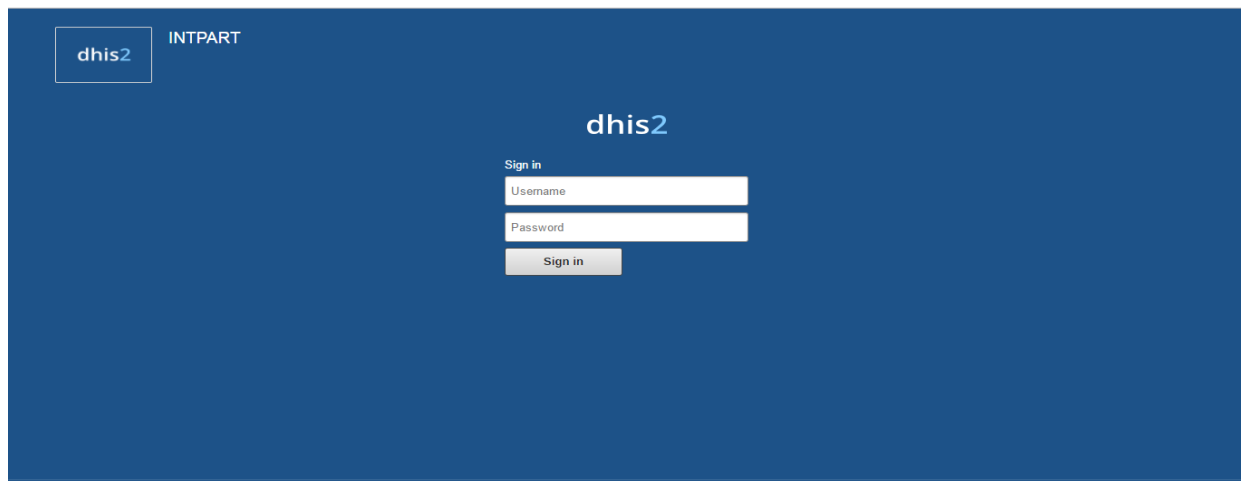 dhis2
INTPART
dhis2
Sign in
Username
Password
Sign in